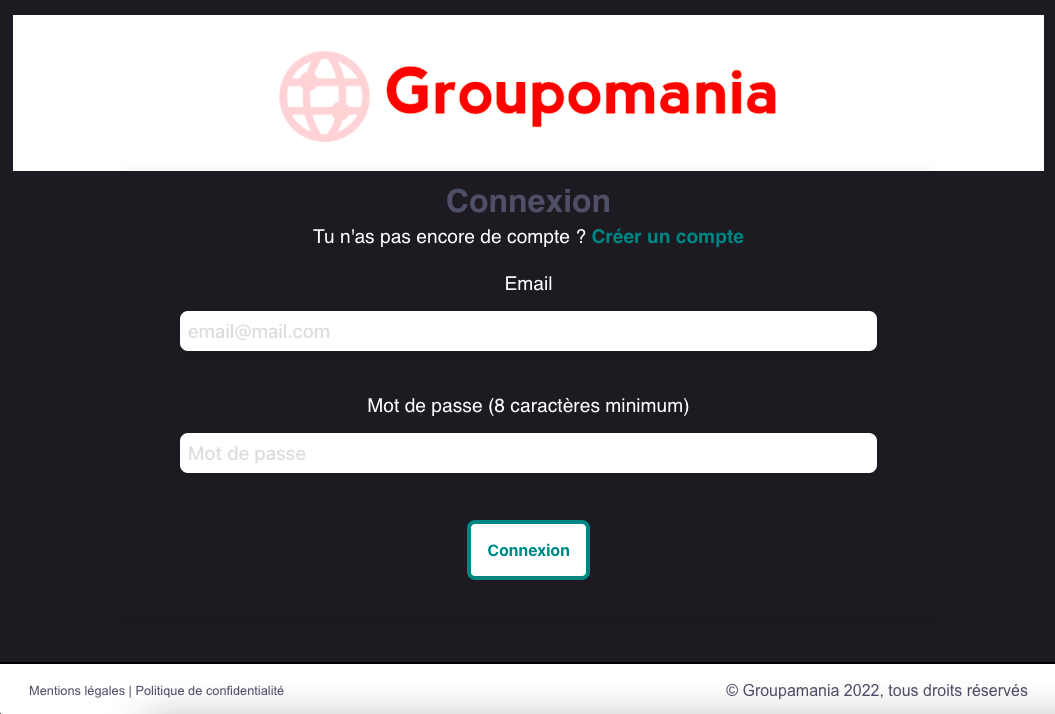 Groupomania
Connexion
Tu n'as pas encore de compte ? Créer un compte
Email
email@mail.com
Mot de passe (8 caractères minimum)
Mot de passe
Connexion
Mentions légales | Politique de confidentialité
© Groupamania 2022, tous droits réservés